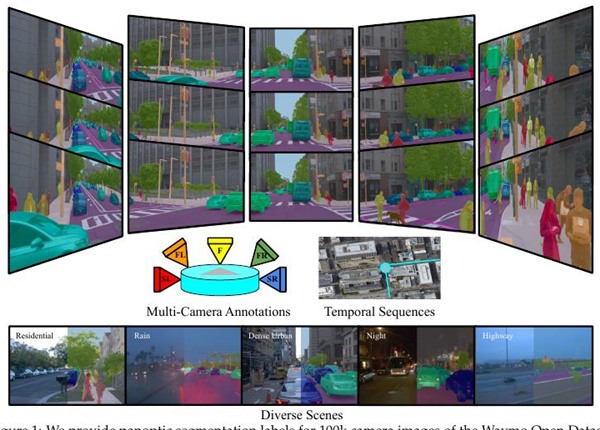 FL
F
FR
SL
SR
Multi-Camera Annotations
Temporal Sequences
Residential
Rain
Dense Urban
Night
Highway
Diverse Scenes
Figure 1: We provide panoptic segmentation labels for 100k camera images of the Waymo Open Datas